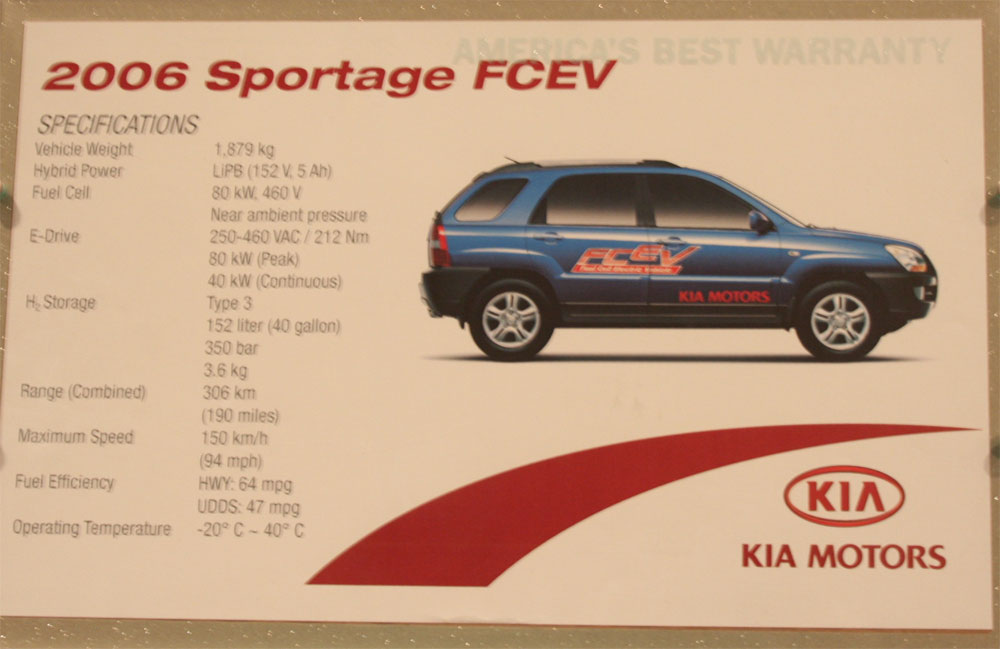 AMERICA'S BEST WARRANTY
2006 Sportage FCEV
SPECIFICATIONS
Vehicle Weight 1,879 kg
Hybrid Power LiPB (152 V, 5 Ah)
Fuel Cell 80 kW, 460 V
Near ambient pressure
E-Drive 250-460 VAC / 212 Nm
80 kW (Peak)
40 kW (Continuous)
H₂ Storage Type 3
152 liter (40 gallon)
350 bar
3.6 kg
Range (Combined) 306 km
(190 miles)
Maximum Speed 150 km/h
(94 mph)
Fuel Efficiency HWY: 64 mpg
UDDS: 47 mpg
Operating Temperature -20° C ~ 40° C
FCEV
Fuel Cell Electric Vehicle
KIA MOTORS
KIA
KIA MOTORS